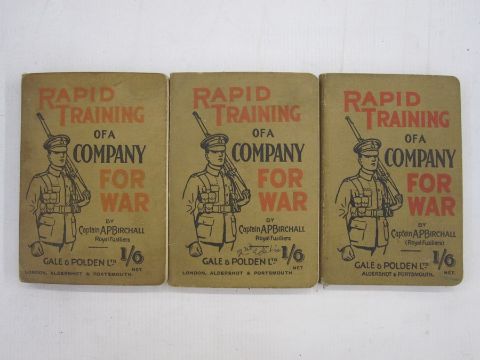 RAPID
TRAINING
OF A
COMPANY
FOR
WAR
BY
Captain A.P. BIRCHALL
(Royal Fusiliers)
1/6
NET.
GALE & POLDEN LTD
LONDON, ALDERSHOT & PORTSMOUTH.
RAPID
TRAINING
OF A
COMPANY
FOR
WAR
BY
Captain A.P. BIRCHALL
(Royal Fusiliers)
1/6
NET.
GALE & POLDEN LTD
LONDON, ALDERSHOT & PORTSMOUTH.
RAPID
TRAINING
OF A
COMPANY
FOR
WAR
BY
Captain A.P. BIRCHALL
(Royal Fusiliers)
1/6
NET.
GALE & POLDEN LTD
ALDERSHOT & PORTSMOUTH.